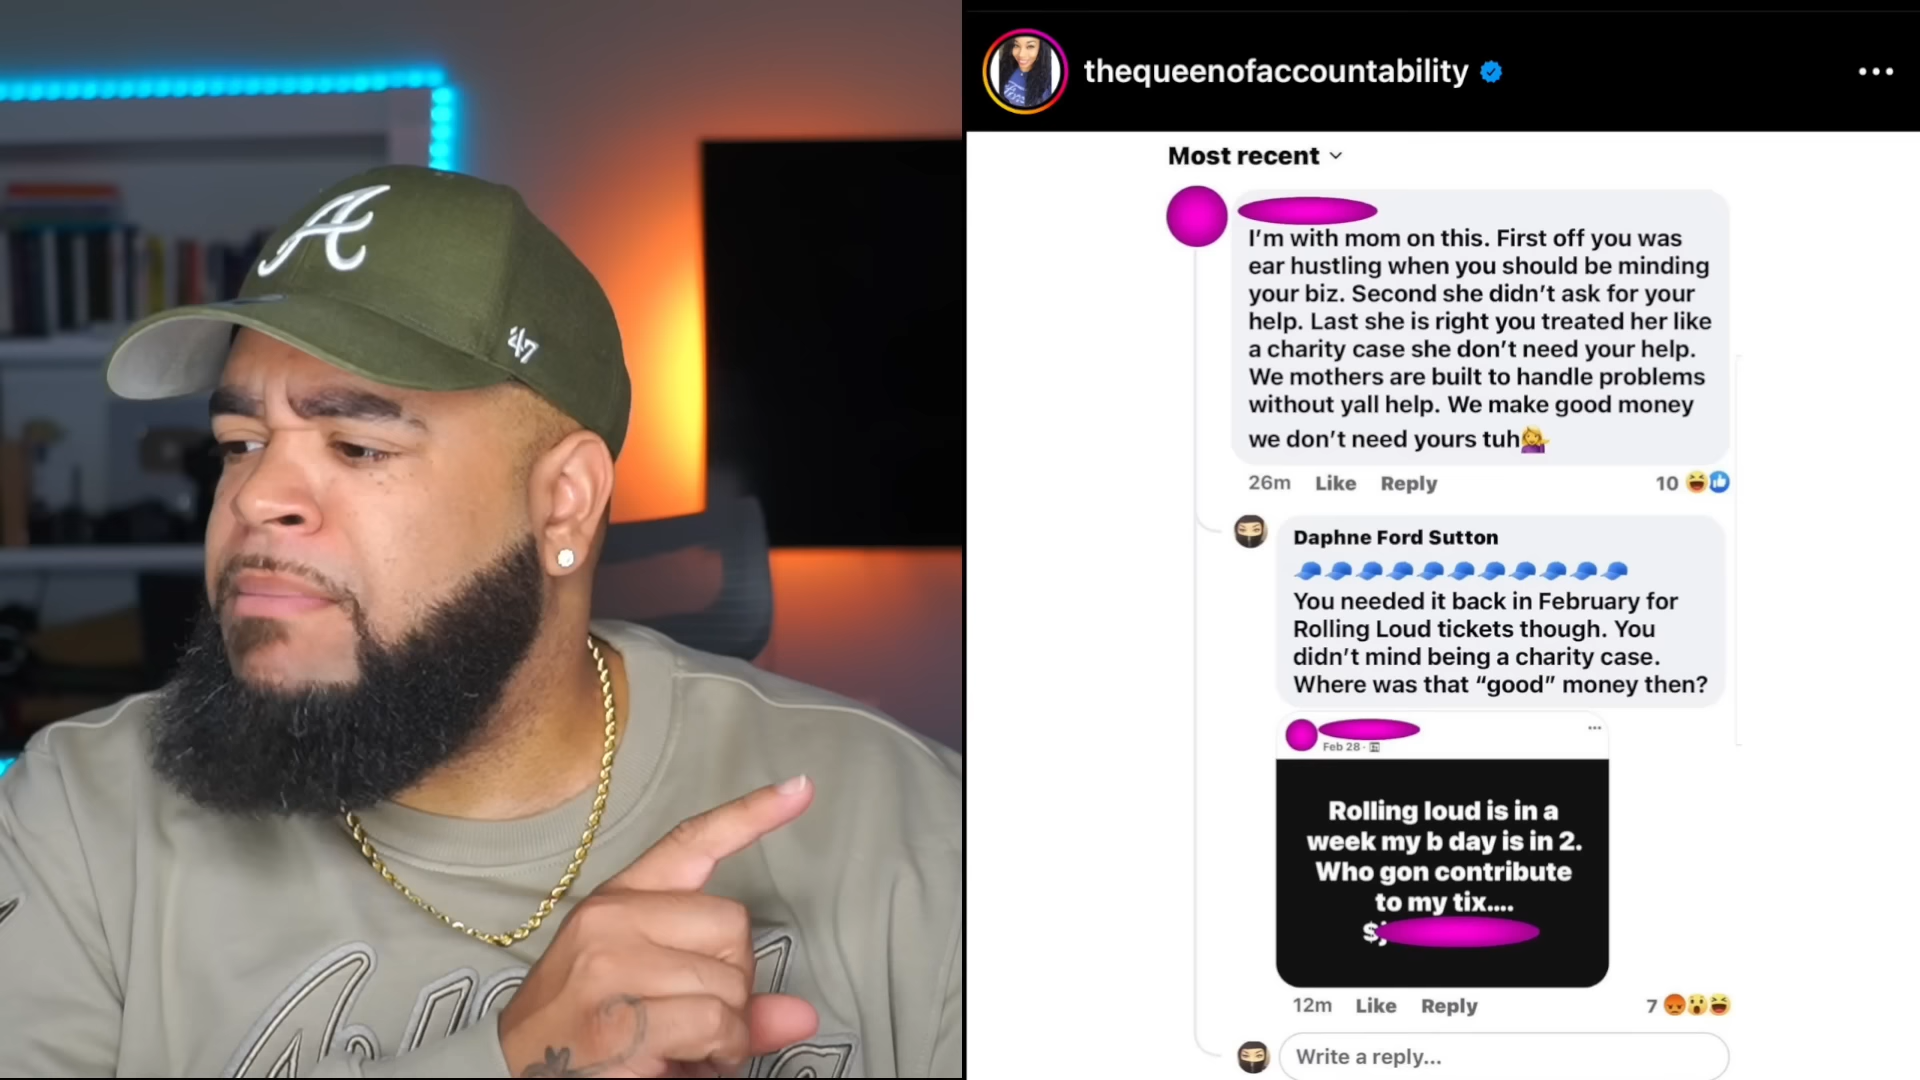 A
47
thequeenofaccountability
Most recent
I'm with mom on this. First off you was
ear hustling when you should be minding
your biz. Second she didn't ask for your
help. Last she is right you treated her like
a charity case she don't need your help.
We mothers are built to handle problems
without yall help. We make good money
we don't need yours tuh💁‍♀️
26m Like Reply 10
Daphne Ford Sutton
🧢🧢🧢🧢🧢🧢🧢🧢🧢🧢🧢
You needed it back in February for
Rolling Loud tickets though. You
didn't mind being a charity case.
Where was that "good" money then?
Feb 28 ·
Rolling loud is in a
week my b day is in 2.
Who gon contribute
to my tix....
$j
12m Like Reply 7
Write a reply...